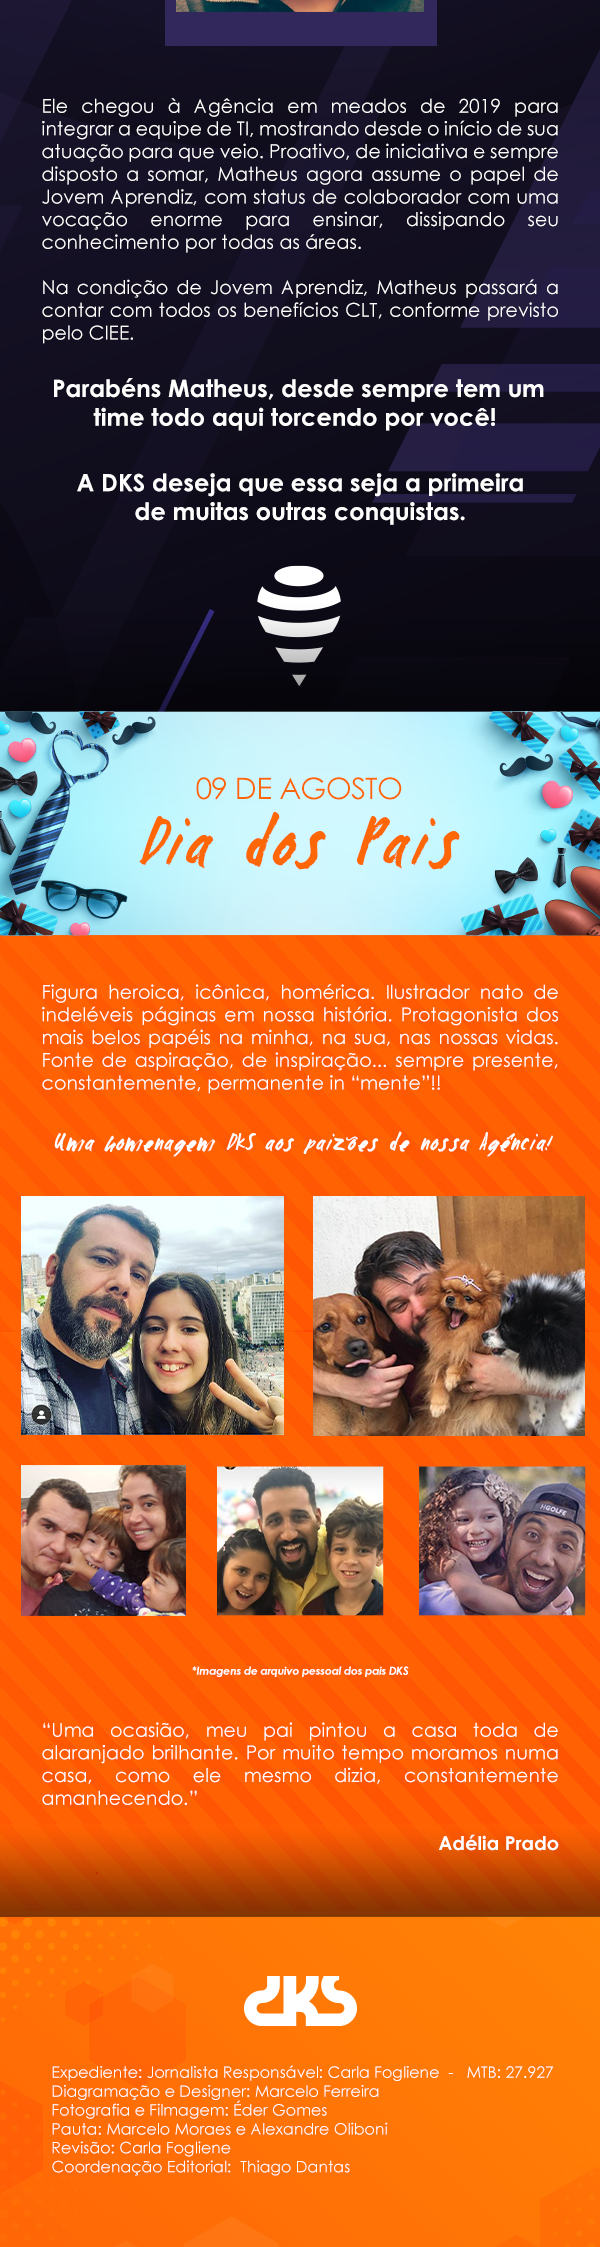 Ele chegou à Agência em meados de 2019 para
integrar a equipe de TI, mostrando desde o início de sua
atuação para que veio. Proativo, de iniciativa e sempre
disposto a somar, Matheus agora assume o papel de
Jovem Aprendiz, com status de colaborador com uma
vocação enorme para ensinar, dissipando seu
conhecimento por todas as áreas.
Na condição de Jovem Aprendiz, Matheus passará a
contar com todos os benefícios CLT, conforme previsto
pelo CIEE.
Parabéns Matheus, desde sempre tem um
time todo aqui torcendo por você!
A DKS deseja que essa seja a primeira
de muitas outras conquistas.
09 DE AGOSTO
Dia dos Pais
Figura heroica, icônica, homérica. Ilustrador nato de
indeléveis páginas em nossa história. Protagonista dos
mais belos papéis na minha, na sua, nas nossas vidas.
Fonte de aspiração, de inspiração... sempre presente,
constantemente, permanente in “mente”!!
Uma homenagem DKS aos paizões de nossa Agência!
HGOLFE
*Imagens de arquivo pessoal dos pais DKS
“Uma ocasião, meu pai pintou a casa toda de
alaranjado brilhante. Por muito tempo moramos numa
casa, como ele mesmo dizia, constantemente
amanhecendo.”
Adélia Prado
DKS
Expediente: Jornalista Responsável: Carla Fogliene - MTB: 27.927
Diagramação e Designer: Marcelo Ferreira
Fotografia e Filmagem: Éder Gomes
Pauta: Marcelo Moraes e Alexandre Oliboni
Revisão: Carla Fogliene
Coordenação Editorial: Thiago Dantas